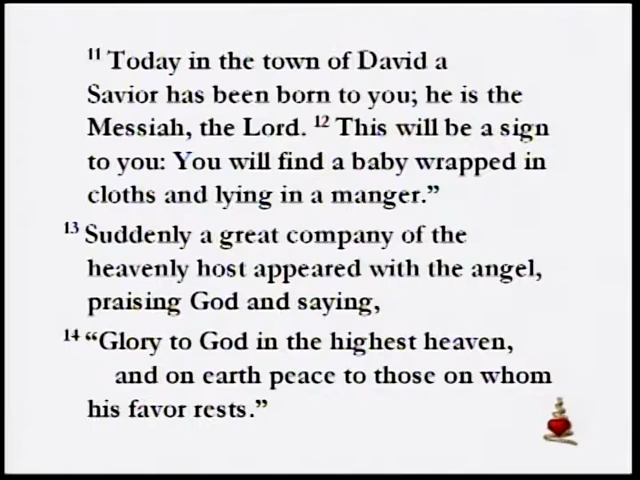 11 Today in the town of David a
Savior has been born to you; he is the
Messiah, the Lord. 12 This will be a sign
to you: You will find a baby wrapped in
cloths and lying in a manger.”
13 Suddenly a great company of the
heavenly host appeared with the angel,
praising God and saying,
14 “Glory to God in the highest heaven,
and on earth peace to those on whom
his favor rests.”